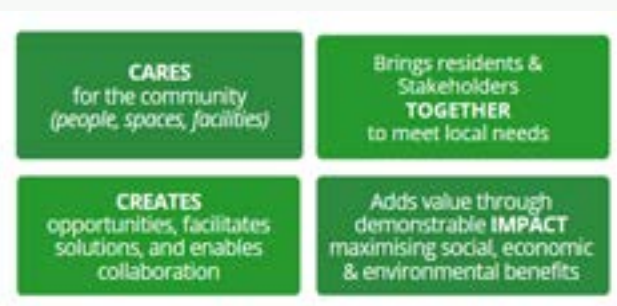 CARES
for the community
(people, spaces, facilities)
Brings residents &
Stakeholders
TOGETHER
to meet local needs
CREATES
opportunities, facilitates
solutions, and enables
collaboration
Adds value through
demonstrable IMPACT
maximising social, economic
& environmental benefits